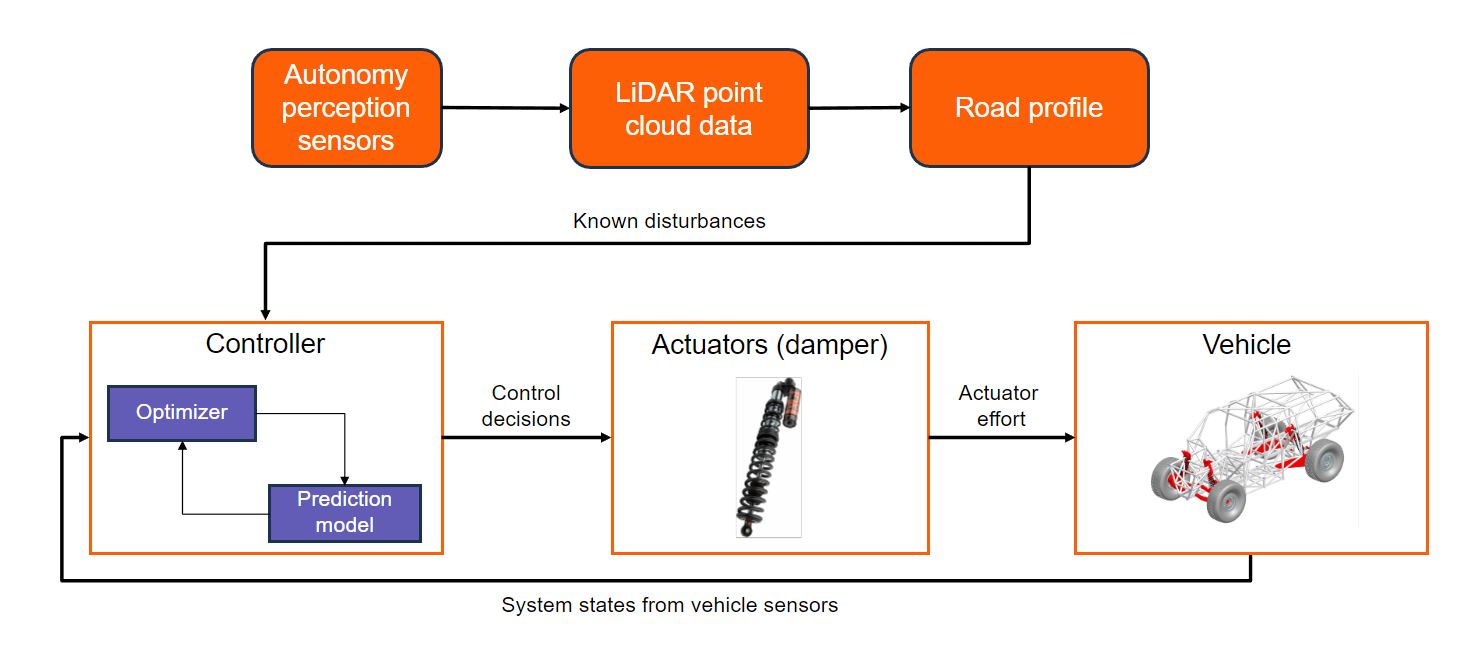 Autonomy
perception
sensors
LiDAR point
cloud data
Road profile
Known disturbances
Controller
Optimizer
Prediction
model
Control
decisions
Actuators (damper)
Actuator
effort
Vehicle
System states from vehicle sensors